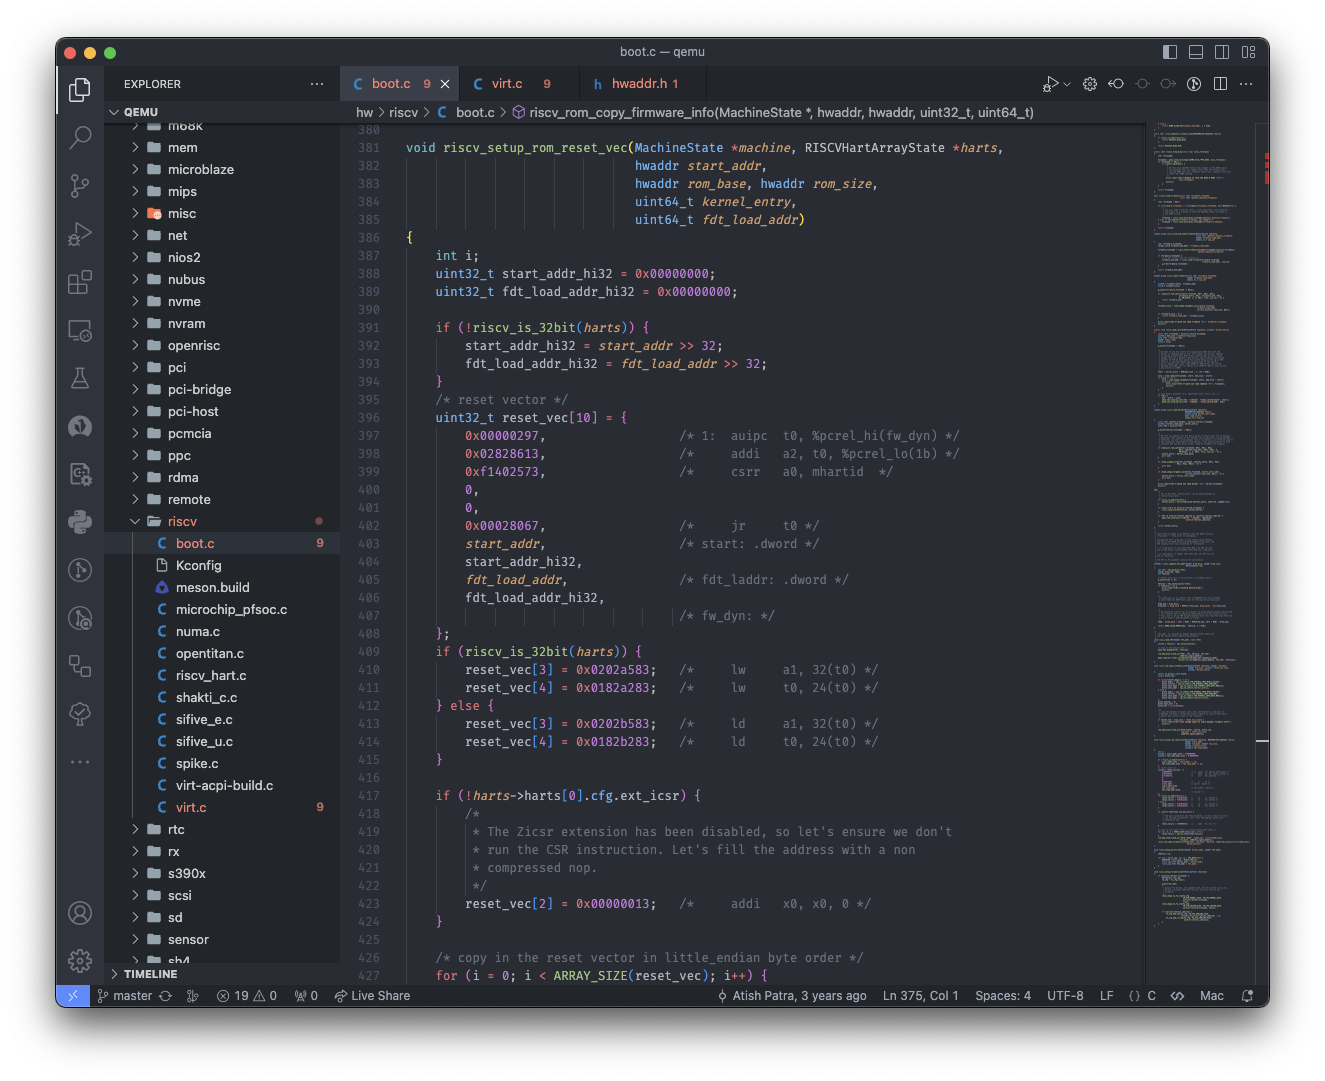 boot.c — qemu
EXPLORER
boot.c 9
virt.c 9
hwaddr.h 1
QEMU
hw > riscv > C boot.c > riscv_rom_copy_firmware_info(MachineState *, hwaddr, hwaddr, uint32_t, uint64_t)
m68k
mem
microblaze
mips
misc
net
nios2
nubus
nvme
nvram
openrisc
pci
pci-bridge
pci-host
pcmcia
ppc
rdma
remote
riscv
boot.c 9
Kconfig
meson.build
microchip_pfsoc.c
numa.c
opentitan.c
riscv_hart.c
shakti_c.c
sifive_e.c
sifive_u.c
spike.c
virt-acpi-build.c
virt.c 9
rtc
rx
s390x
scsi
sd
sensor
sh4
TIMELINE
380
381 void riscv_setup_rom_reset_vec(MachineState *machine, RISCVHartArrayState *harts,
382 hwaddr start_addr,
383 hwaddr rom_base, hwaddr rom_size,
384 uint64_t kernel_entry,
385 uint64_t fdt_load_addr)
386 {
387 int i;
388 uint32_t start_addr_hi32 = 0x00000000;
389 uint32_t fdt_load_addr_hi32 = 0x00000000;
390
391 if (!riscv_is_32bit(harts)) {
392 start_addr_hi32 = start_addr >> 32;
393 fdt_load_addr_hi32 = fdt_load_addr >> 32;
394 }
395 /* reset vector */
396 uint32_t reset_vec[10] = {
397 0x00000297, /* 1: auipc t0, %pcrel_hi(fw_dyn) */
398 0x02828613, /* addi a2, t0, %pcrel_lo(1b) */
399 0xf1402573, /* csrr a0, mhartid */
400 0,
401 0,
402 0x00028067, /* jr t0 */
403 start_addr, /* start: .dword */
404 start_addr_hi32,
405 fdt_load_addr, /* fdt_laddr: .dword */
406 fdt_load_addr_hi32,
407 /* fw_dyn: */
408 };
409 if (riscv_is_32bit(harts)) {
410 reset_vec[3] = 0x0202a583; /* lw a1, 32(t0) */
411 reset_vec[4] = 0x0182a283; /* lw t0, 24(t0) */
412 } else {
413 reset_vec[3] = 0x0202b583; /* ld a1, 32(t0) */
414 reset_vec[4] = 0x0182b283; /* ld t0, 24(t0) */
415 }
416
417 if (!harts->harts[0].cfg.ext_icsr) {
418 /*
419 * The Zicsr extension has been disabled, so let's ensure we don't
420 * run the CSR instruction. Let's fill the address with a non
421 * compressed nop.
422 */
423 reset_vec[2] = 0x00000013; /* addi x0, x0, 0 */
424 }
425
426 /* copy in the reset vector in little_endian byte order */
427 for (i = 0; i < ARRAY_SIZE(reset_vec); i++) {
master 19 0 0 Live Share Atish Patra, 3 years ago Ln 375, Col 1 Spaces: 4 UTF-8 LF {} C Mac